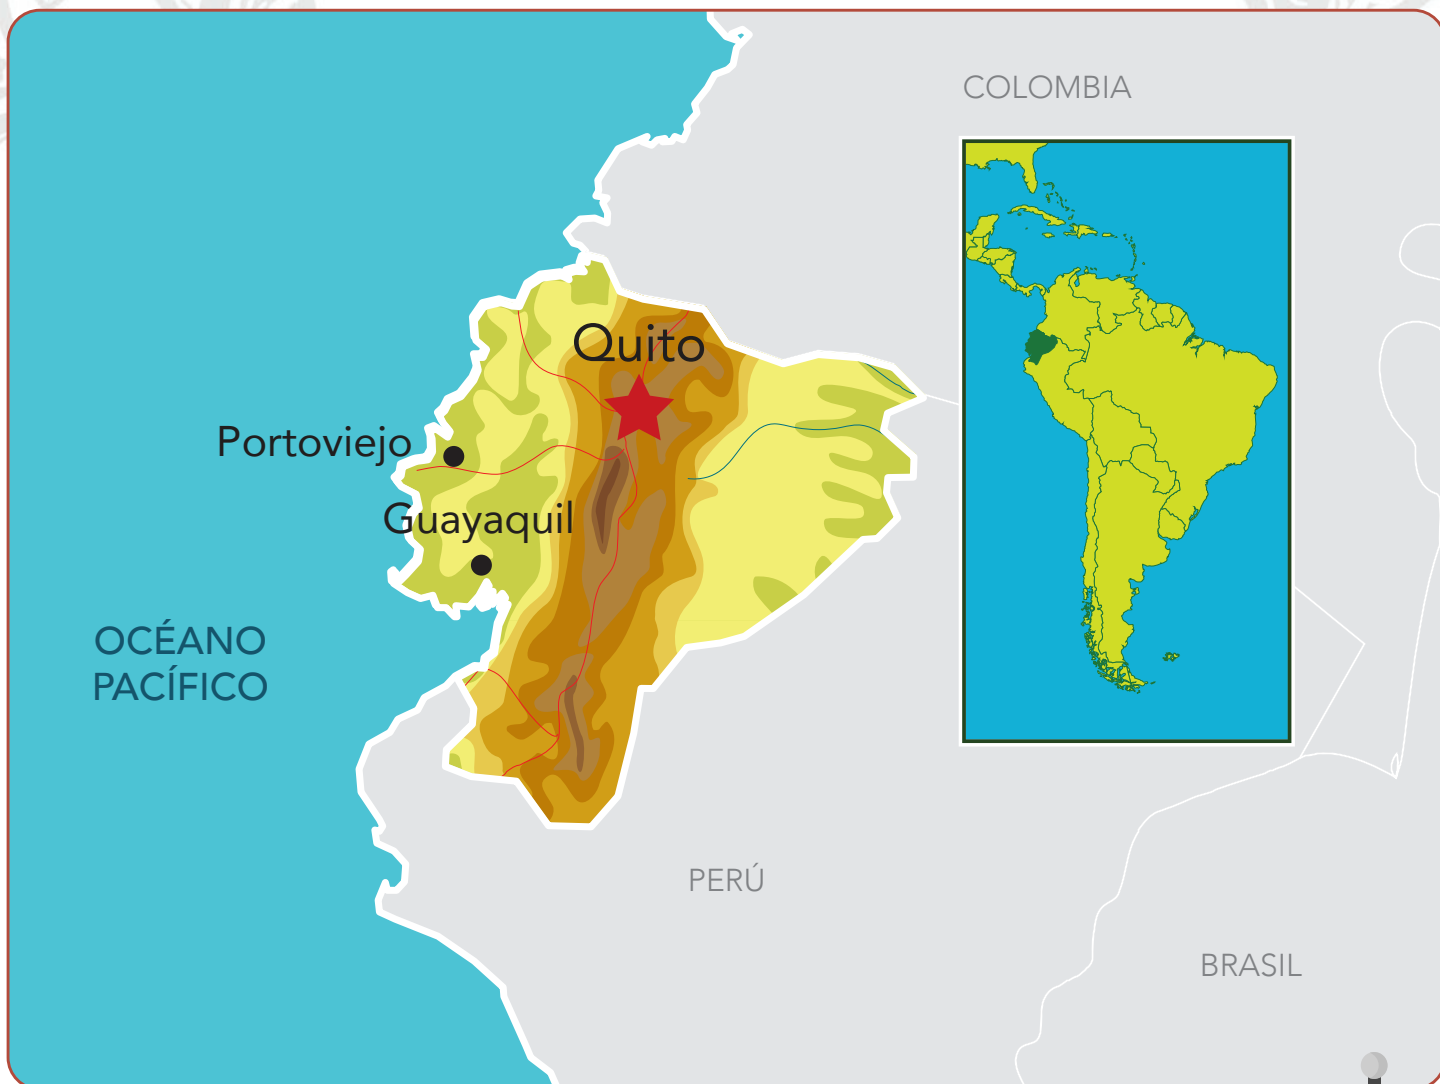 COLOMBIA
Quito
Portoviejo
Guayaquil
OCÉANO
PACÍFICO
PERÚ
BRASIL